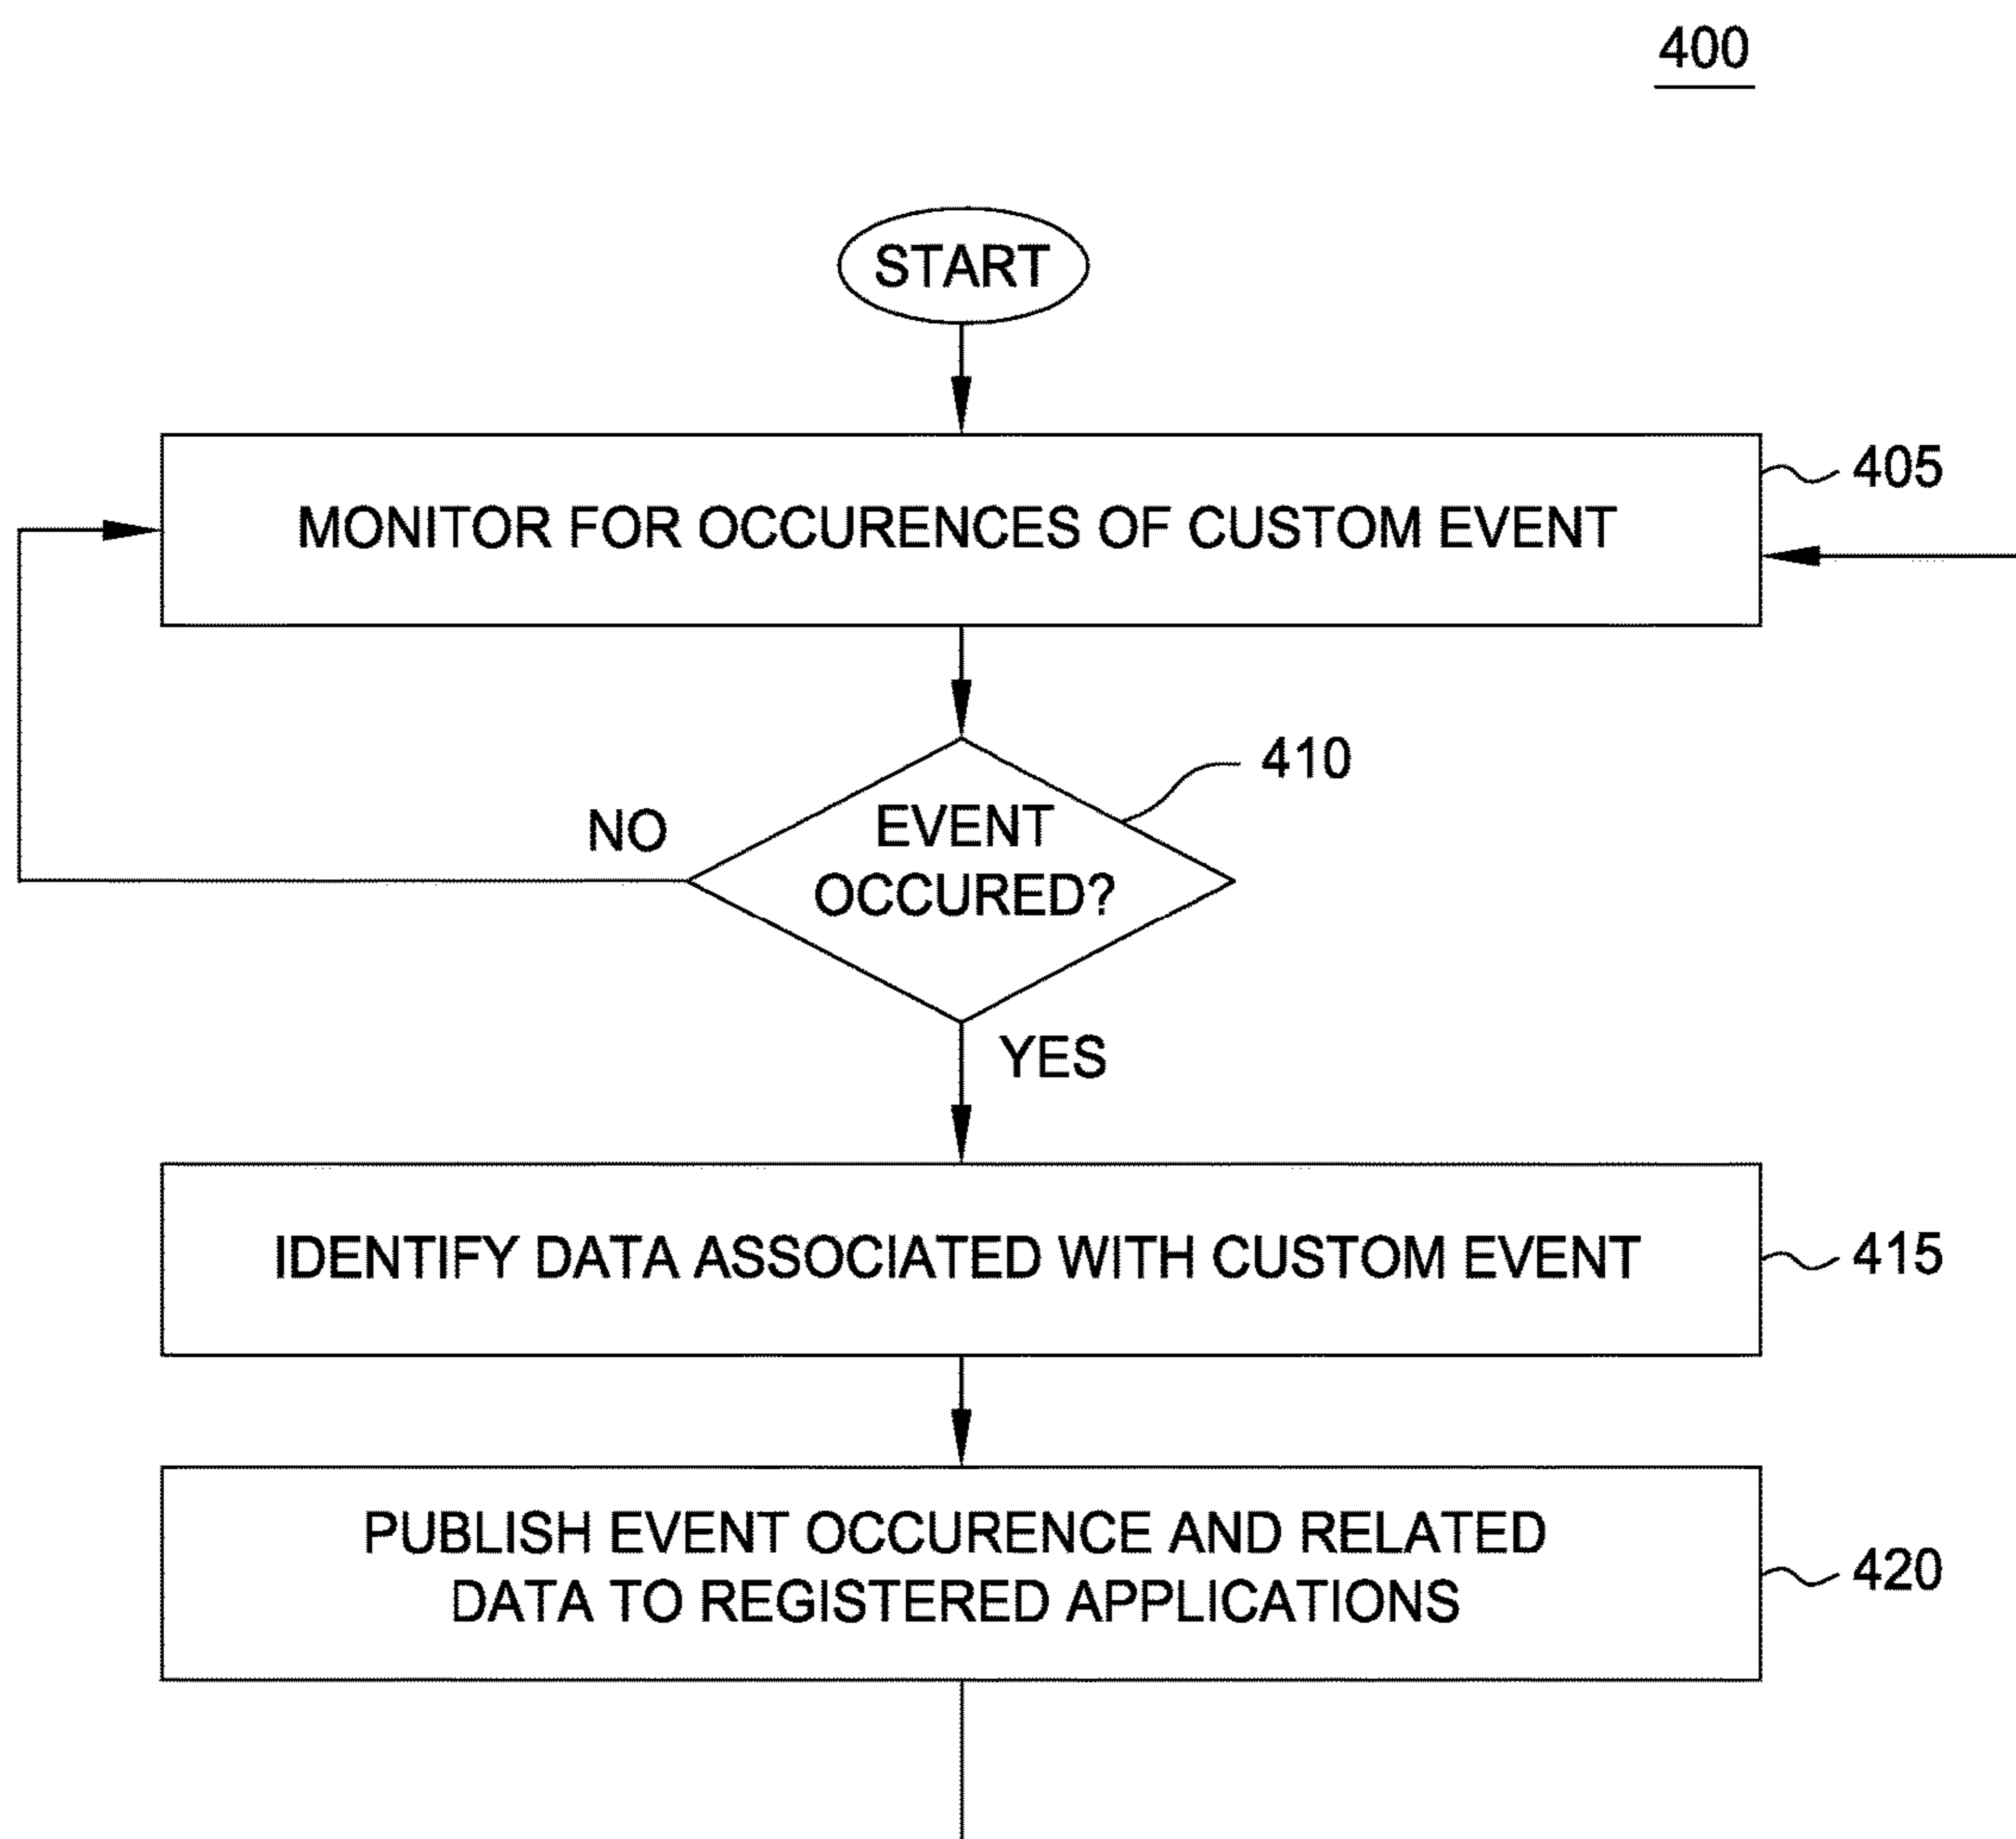 400
START
MONITOR FOR OCCURENCES OF CUSTOM EVENT
405
410
EVENT
OCCURED?
NO
YES
IDENTIFY DATA ASSOCIATED WITH CUSTOM EVENT
415
PUBLISH EVENT OCCURENCE AND RELATED
DATA TO REGISTERED APPLICATIONS
420